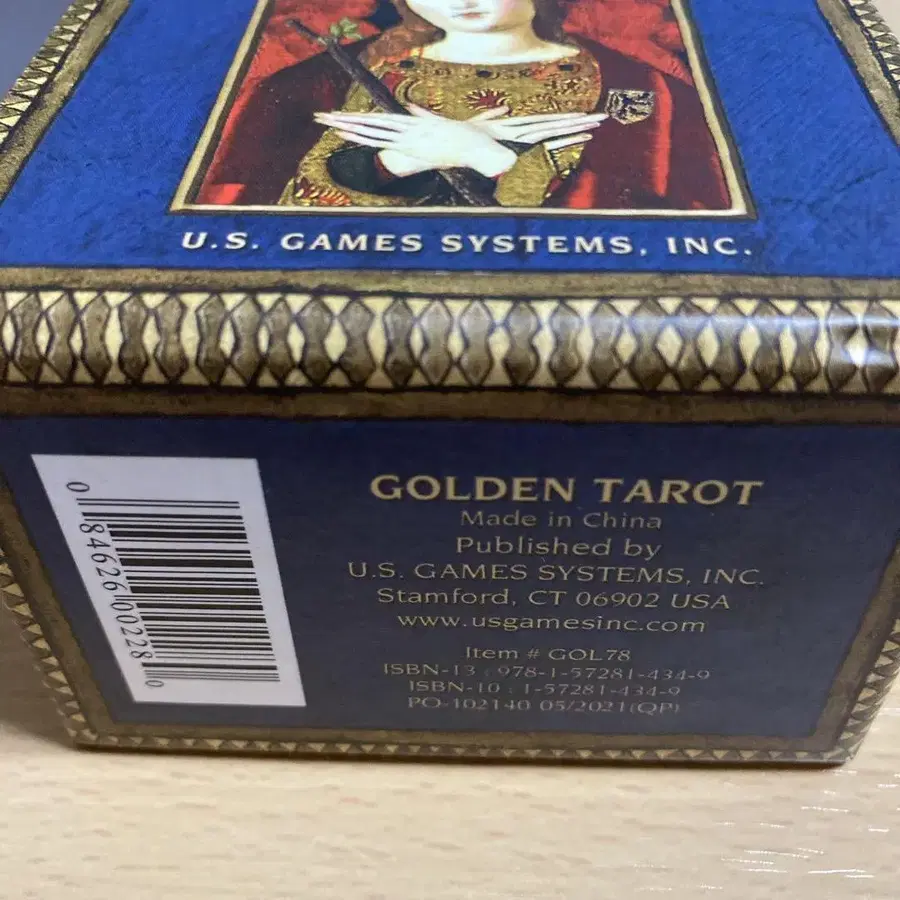 U.S. GAMES SYSTEMS, INC.
0 84626 00228 0
GOLDEN TAROT
Made in China
Published by
U.S. GAMES SYSTEMS, INC.
Stamford, CT 06902 USA
www.usgamesinc.com
Item # GOL78
ISBN-13 : 978-1-57281-434-9
ISBN-10 : 1-57281-434-9
PO-102140 05/2021(QP)